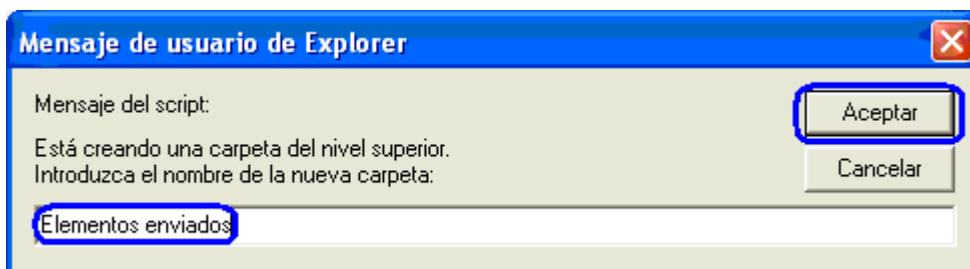 Mensaje de usuario de Explorer
Mensaje del script:
Aceptar
Está creando una carpeta del nivel superior.
Introduzca el nombre de la nueva carpeta:
Cancelar
Elementos enviados